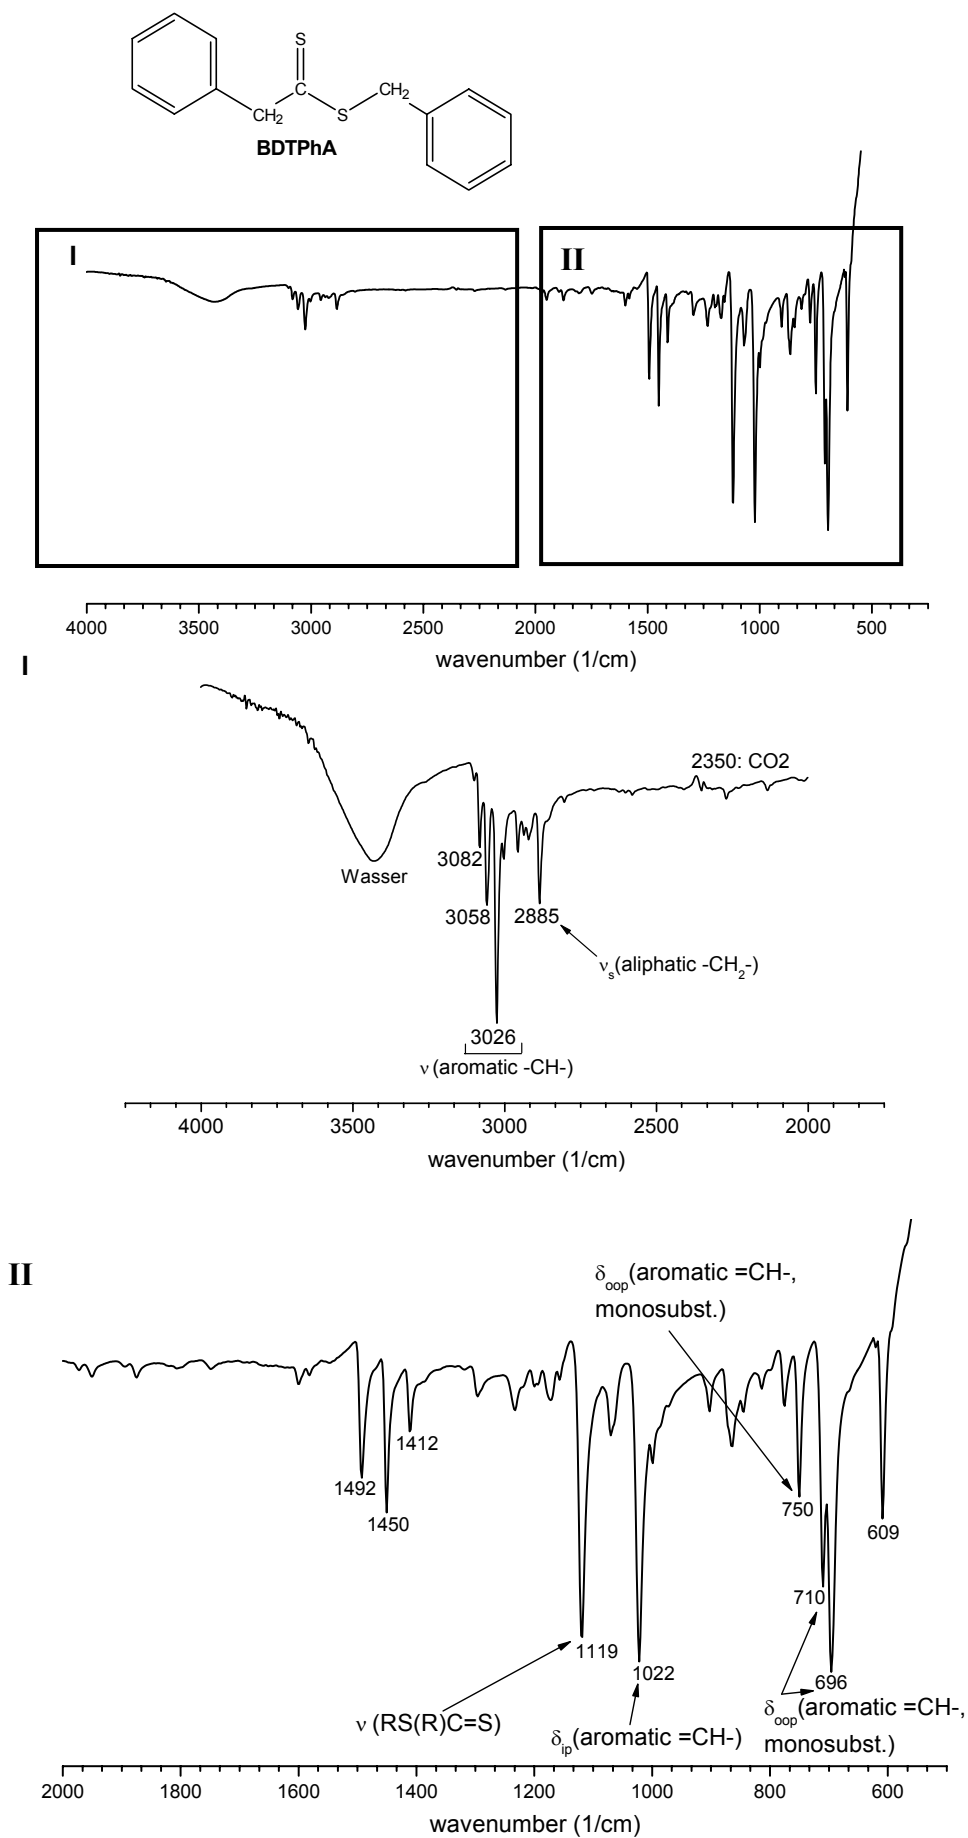 S
C
CH2
S
CH2
BDTPhA
I
II
4000 3500 3000 2500 2000 1500 1000 500
wavenumber (1/cm)
I
2350: CO2
3082
Wasser
3058
2885
νs(aliphatic -CH2-)
3026
ν (aromatic -CH-)
4000 3500 3000 2500 2000
wavenumber (1/cm)
II
δoop(aromatic =CH-,
monosubst.)
1412
1492
1450
750
609
710
1119
1022
696
ν (RS(R)C=S)
δip(aromatic =CH-)
δoop(aromatic =CH-,
monosubst.)
2000 1800 1600 1400 1200 1000 800 600
wavenumber (1/cm)